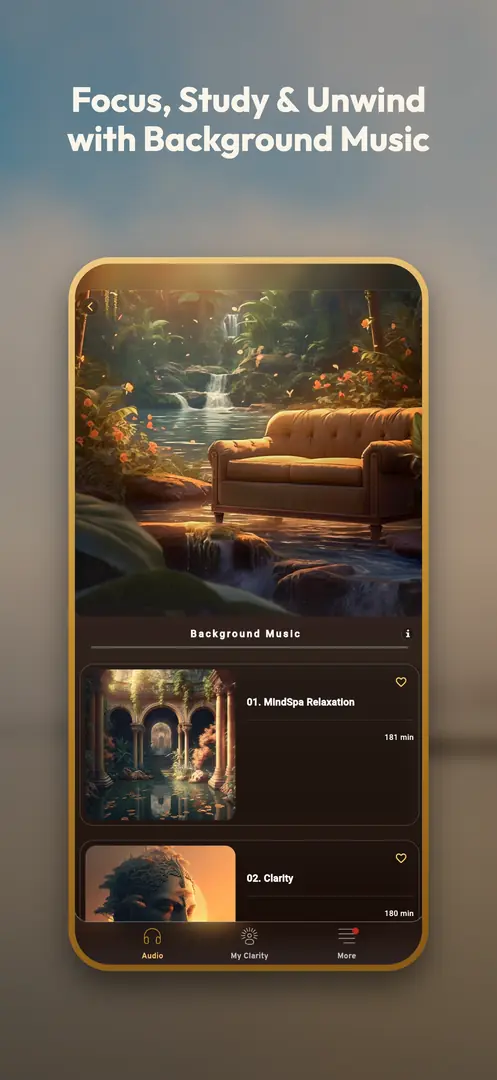 Focus, Study & Unwind
with Background Music
Background Music
01. MindSpa Relaxation
181 min
02. Clarity
180 min
Audio
My Clarity
More